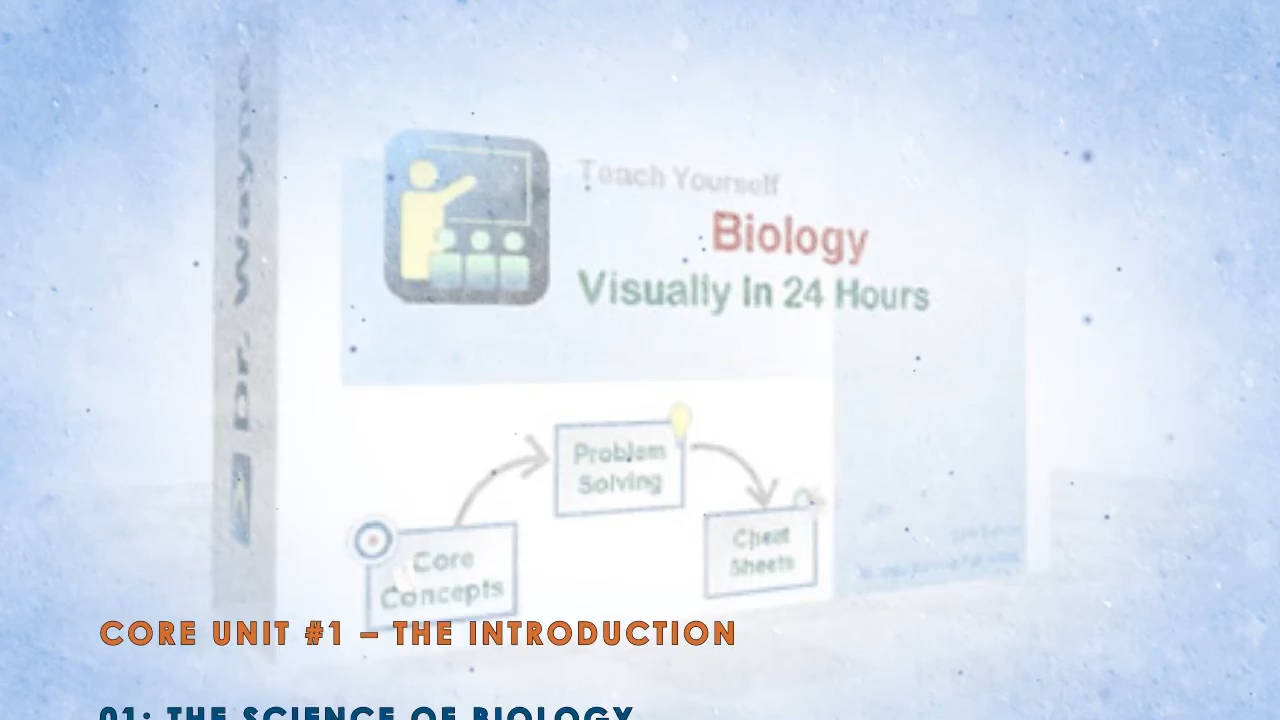 Teach Yourself
Biology
Visually In 24 Hours
Problem
Solving
Core
Concepts
Cheat
Sheets
CORE UNIT #1 – THE INTRODUCTION
01: THE SCIENCE OF BIOLOGY